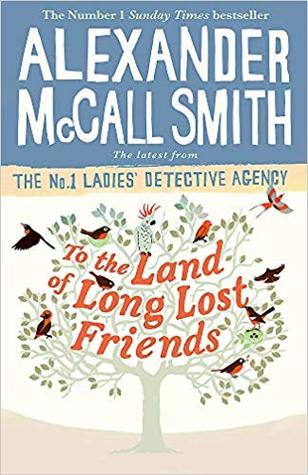 The Number 1 Sunday Times bestseller
ALEXANDER
McCALL SMITH
The latest from
THE NO.1 LADIES' DETECTIVE AGENCY
To the Land
of Long Lost
Friends